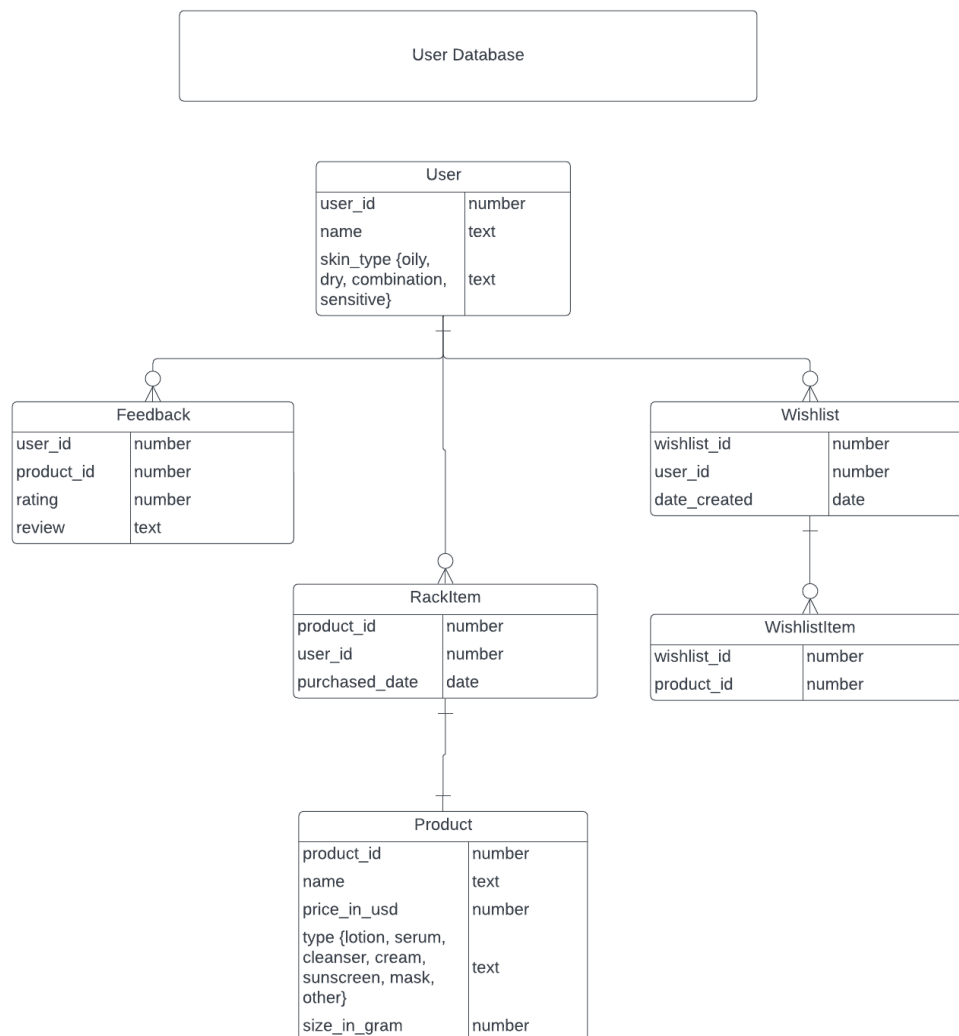 User Database
User
user_id number
name text
skin_type {oily,
dry, combination, text
sensitive}
Feedback
user_id number
product_id number
rating number
review text
Wishlist
wishlist_id number
user_id number
date_created date
RackItem
product_id number
user_id number
purchased_date date
WishlistItem
wishlist_id number
product_id number
Product
product_id number
name text
price_in_usd number
type {lotion, serum,
cleanser, cream,
sunscreen, mask, text
other}
size_in_gram number